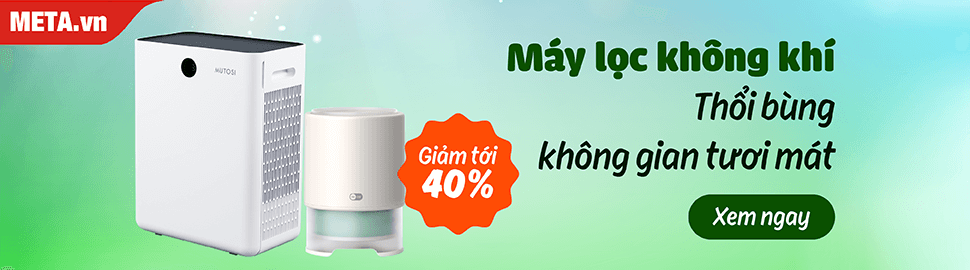 META.vn
MUTOSI
Máy lọc không khí
Thổi bùng
không gian tươi mát
Giảm tới
40%
Xem ngay